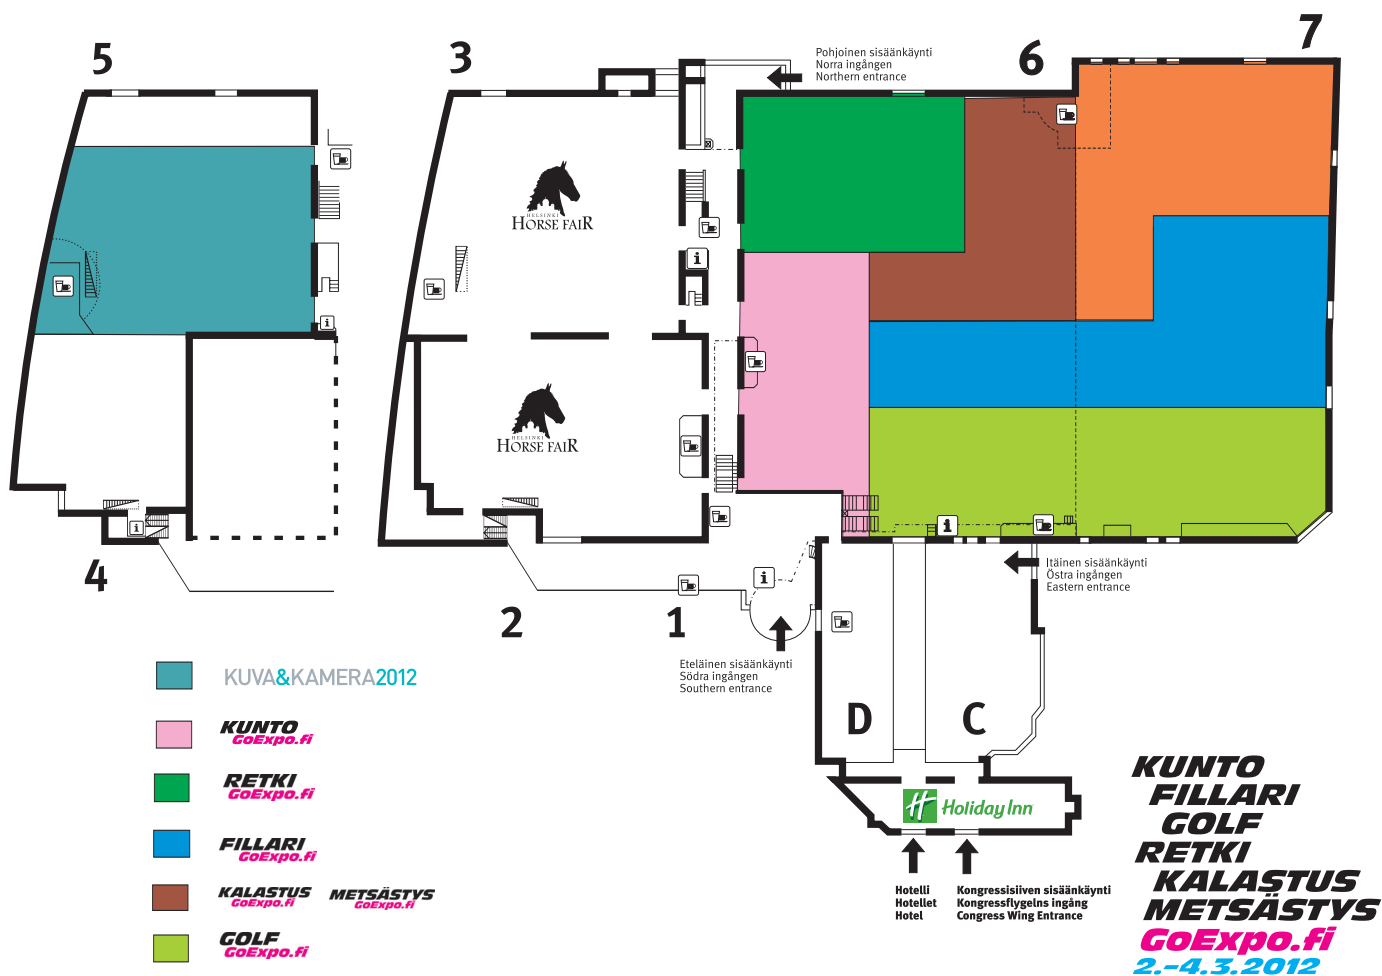 5
3
Pohjoinen sisäänkäynti
Norra ingången
Northern entrance
6
7
HELSINKI
HORSE FAIR
i
i
HELSINKI
HORSE FAIR
i
i
4
2
1
i
Itäinen sisäänkäynti
Östra ingången
Eastern entrance
Eteläinen sisäänkäynti
Södra ingången
Southern entrance
D
C
KUVA&KAMERA2012
KUNTO
GoExpo.fi
RETKI
GoExpo.fi
FILLARI
GoExpo.fi
KALASTUS
GoExpo.fi
METSÄSTYS
GoExpo.fi
GOLF
GoExpo.fi
H Holiday Inn
Hotelli
Hotellet
Hotel
Kongressisiiven sisäänkäynti
Kongressflygelns ingång
Congress Wing Entrance
KUNTO
FILLARI
GOLF
RETKI
KALASTUS
METSÄSTYS
GoExpo.fi
2.-4.3.2012